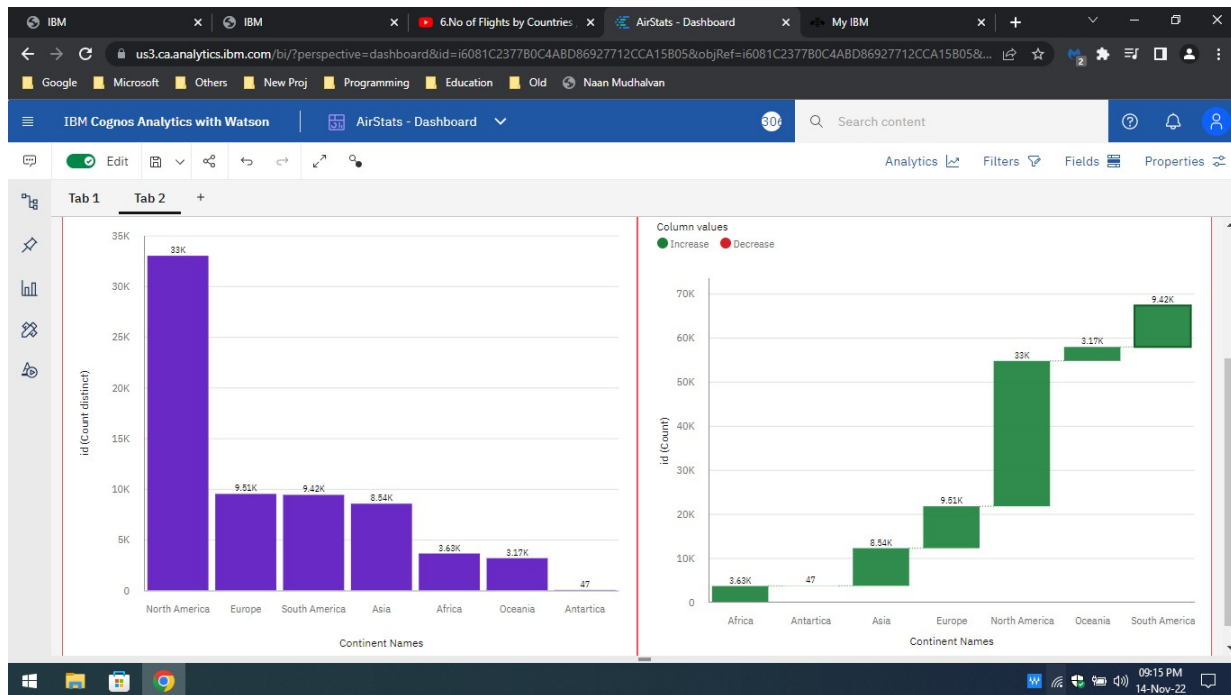 IBM
IBM
6.No of Flights by Countries
AirStats - Dashboard
My IBM
us3.ca.analytics.ibm.com/bi/?perspective=dashboard&id=i6081C2377B0C4ABD86927712CCA15B05&objRef=i6081C2377B0C4ABD86927712CCA15B05&...
2
Google Microsoft Others New Proj Programming Education Old Naan Mudhalvan
IBM Cognos Analytics with Watson
AirStats - Dashboard
306
Search content
Edit
Analytics Filters Fields Properties
Tab 1 Tab 2 +
35K
30K
25K
20K
15K
10K
5K
0
id (Count distinct)
33K
9.51K
9.42K
8.54K
3.63K
3.17K
47
North America Europe South America Asia Africa Oceania Antartica
Continent Names
Column values
Increase Decrease
70K
60K
50K
40K
30K
20K
10K
0
id (Count)
3.63K
47
8.54K
9.51K
33K
3.17K
9.42K
Africa Antartica Asia Europe North America Oceania South America
Continent Names
09:15 PM
14-Nov-22